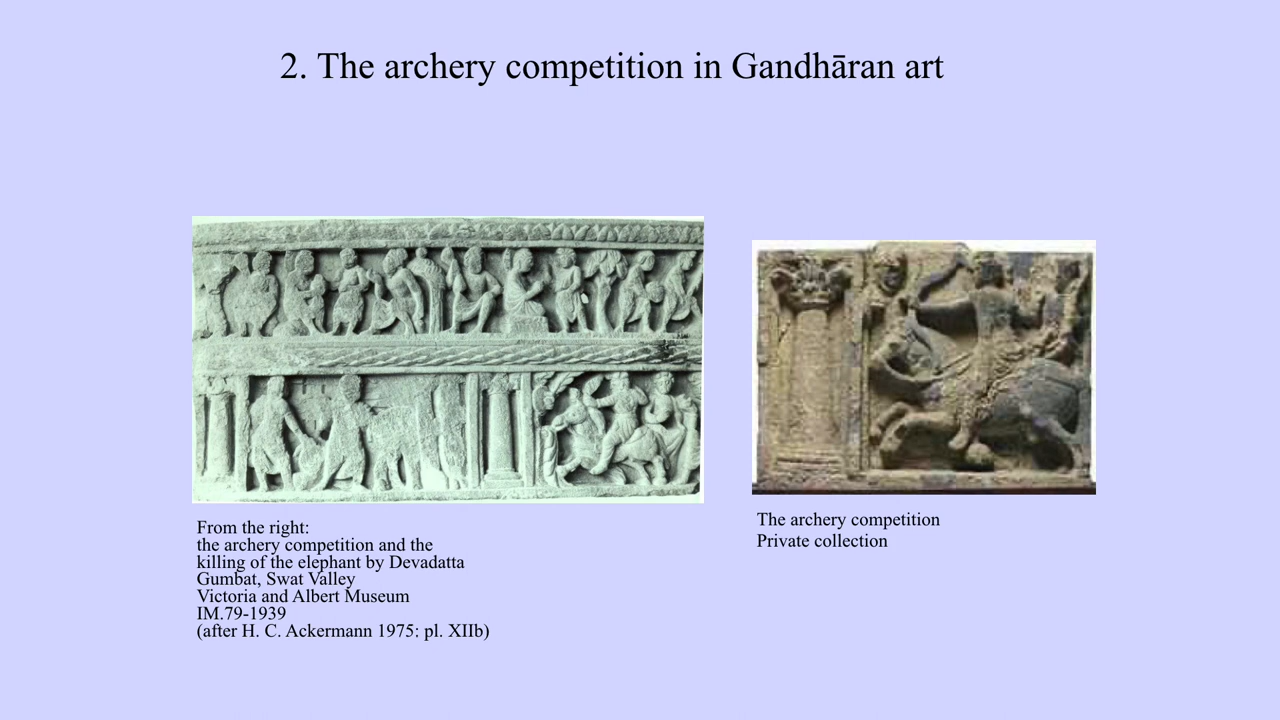 2. The archery competition in Gandhāran art
From the right:
the archery competition and the
killing of the elephant by Devadatta
Gumbat, Swat Valley
Victoria and Albert Museum
IM.79-1939
(after H. C. Ackermann 1975: pl. XIIb)
The archery competition
Private collection